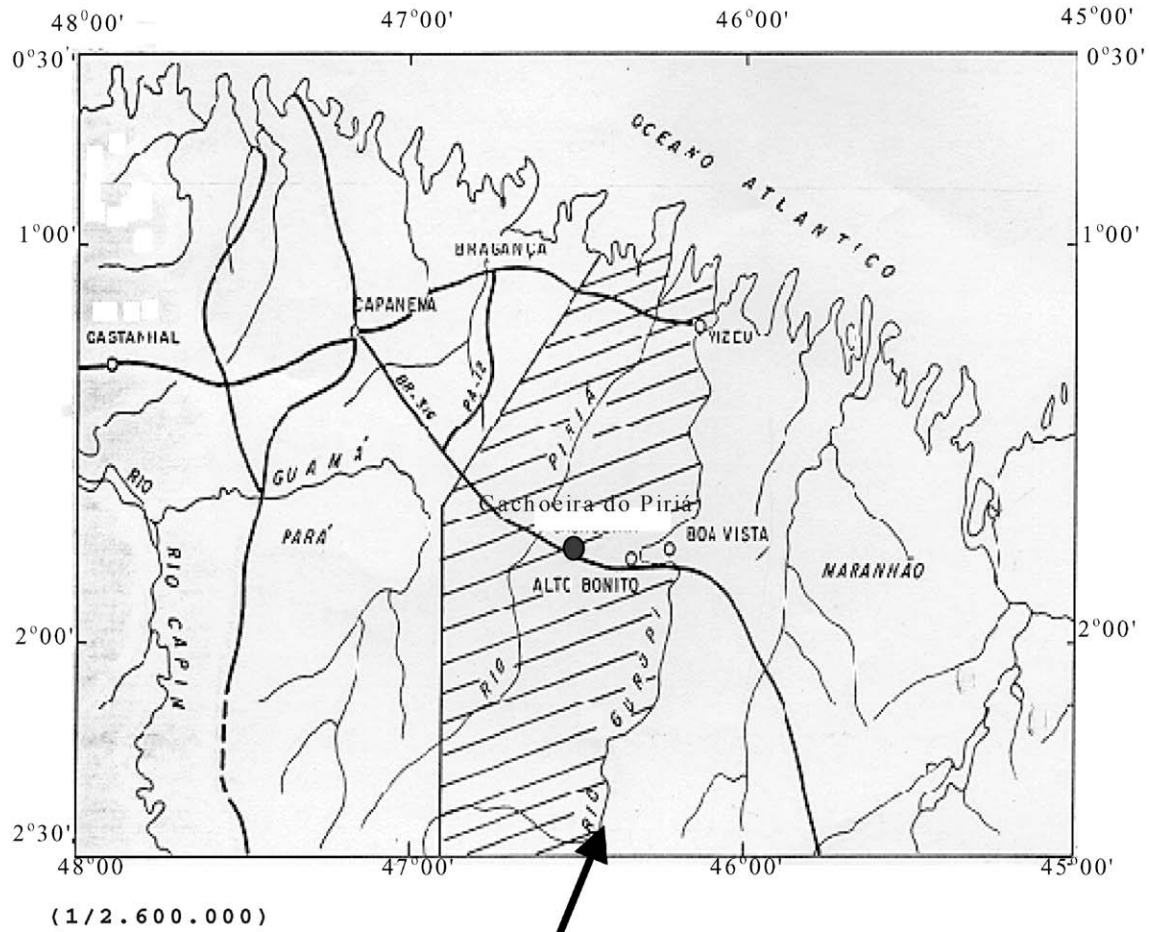 48°00' 47°00' 46°00' 45°00'
0°30' 0°30'
OCEANO ATLANTICO
1°00' 1°00'
BRAGANÇA
CAPANEMA
CASTANHAL
VIZEU
BR.316
PA-12
PIRIÁ
GUAMÁ
RIO
Cachoeira do Piriá
PARÁ
BOA VISTA
MARANHÃO
ALTO BONITO
RIO CAPIN
2°00' 2°00'
RIO
RIO GURUPI
2°30'
48°00' 47°00' 46°00' 45°00'
(1/2.600.000)